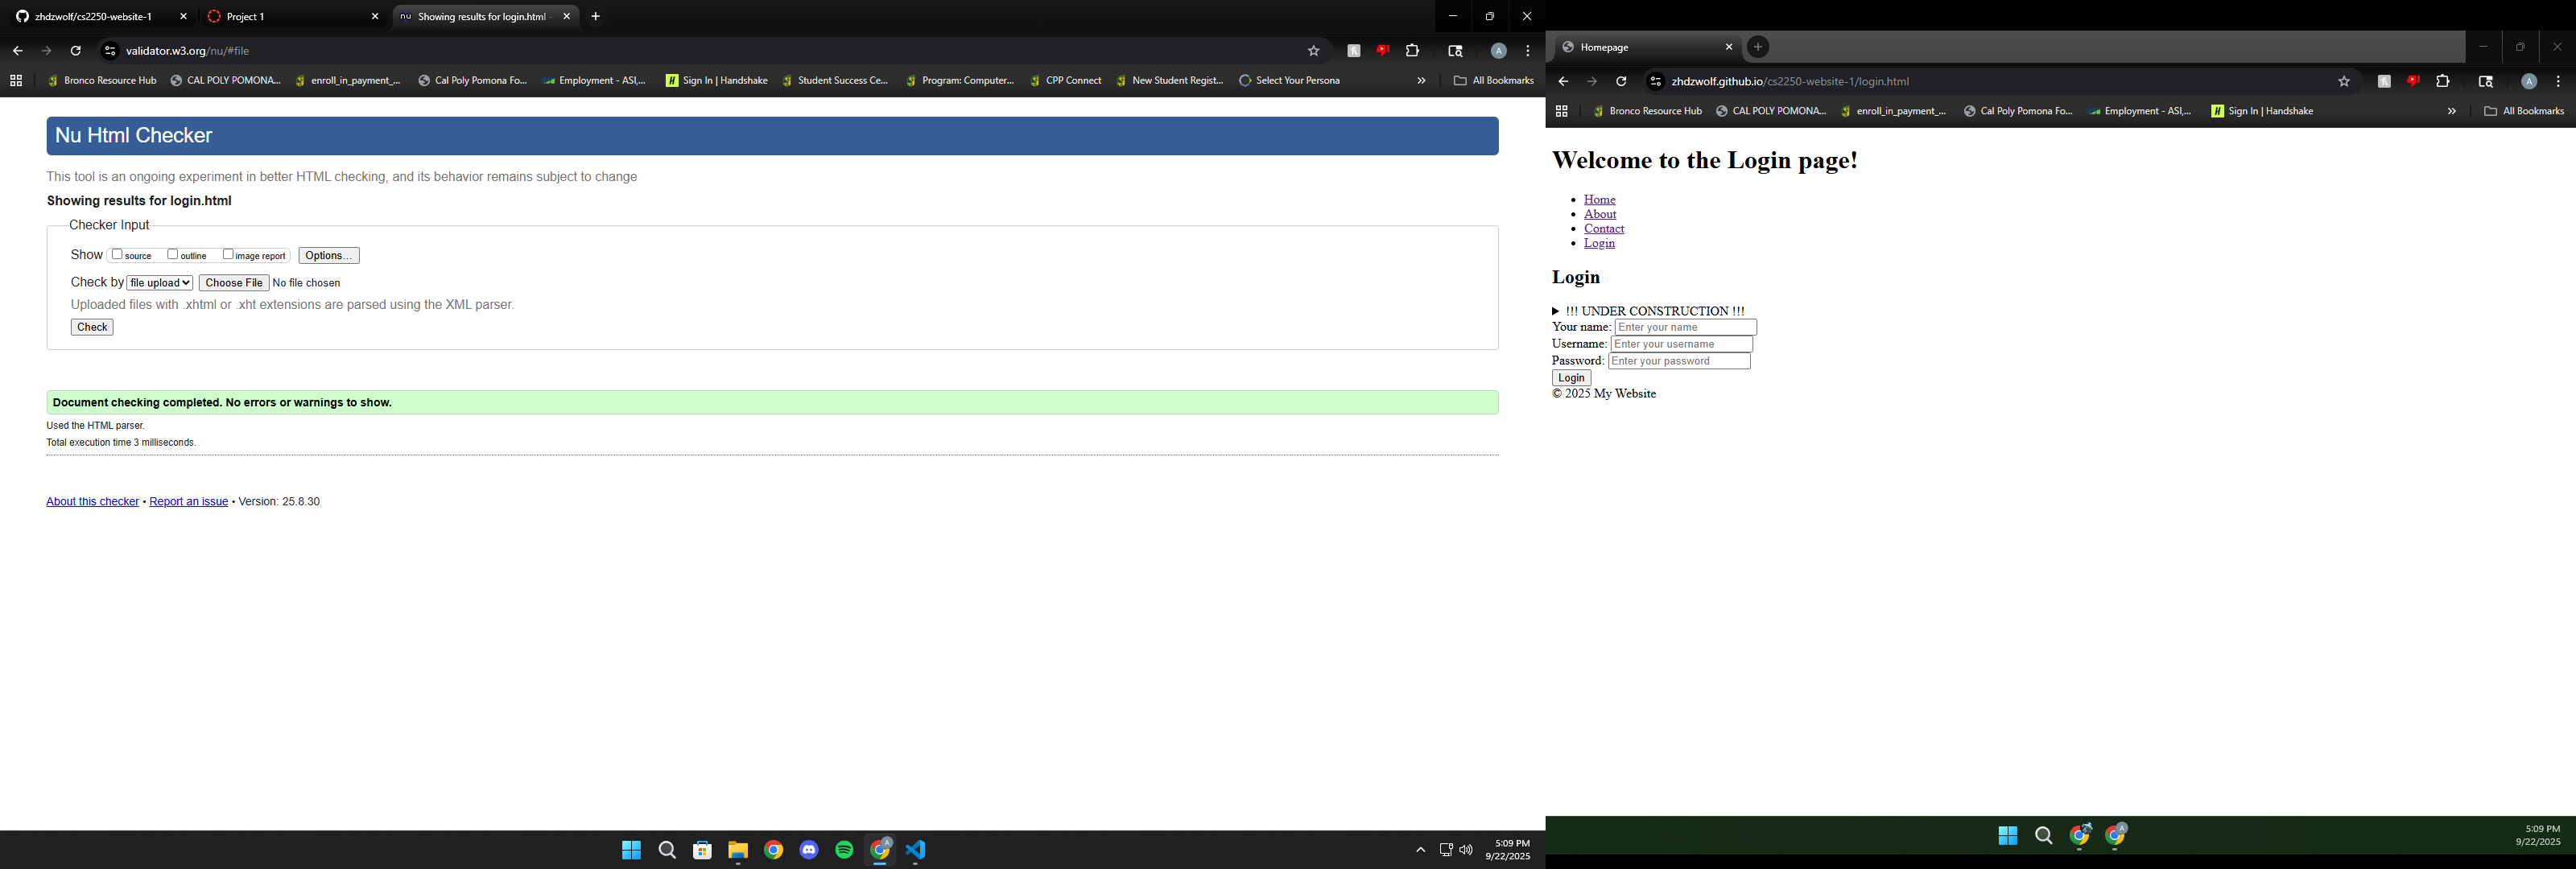 zhdzwolf/cs2250-website-1
Project 1
Showing results for login.html -
validator.w3.org/nu/#file
Bronco Resource Hub
CAL POLY POMONA...
enroll_in_payment_...
Cal Poly Pomona Fo...
Employment - ASI,...
Sign In | Handshake
Student Success Ce...
Program: Computer...
CPP Connect
New Student Regist...
Select Your Persona
»
All Bookmarks
Nu Html Checker
This tool is an ongoing experiment in better HTML checking, and its behavior remains subject to change
Showing results for login.html
Checker Input
Show source outline image report Options...
Check by file upload Choose File No file chosen
Uploaded files with .xhtml or .xht extensions are parsed using the XML parser.
Check
Document checking completed. No errors or warnings to show.
Used the HTML parser.
Total execution time 3 milliseconds.
About this checker • Report an issue • Version: 25.8.30
5:09 PM
9/22/2025
Homepage
zhdzwolf.github.io/cs2250-website-1/login.html
Bronco Resource Hub
CAL POLY POMONA...
enroll_in_payment_...
Cal Poly Pomona Fo...
Employment - ASI,...
Sign In | Handshake
»
All Bookmarks
Welcome to the Login page!
• Home
• About
• Contact
• Login
Login
!!! UNDER CONSTRUCTION !!!
Your name: Enter your name
Username: Enter your username
Password: Enter your password
Login
© 2025 My Website
5:09 PM
9/22/2025